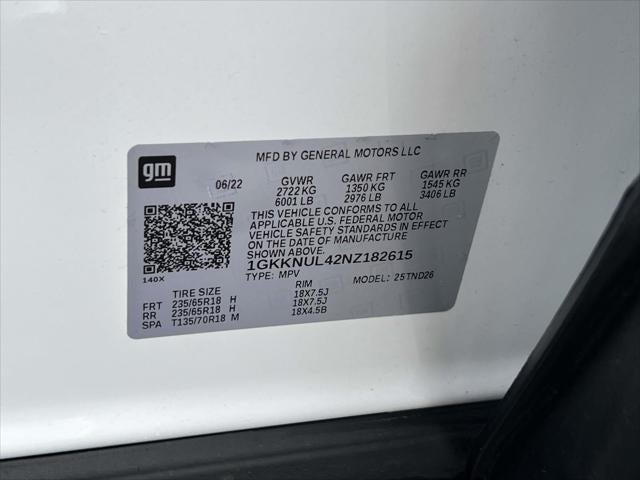 MFD BY GENERAL MOTORS LLC
gm
06/22 GVWR GAWR FRT GAWR RR
2722 KG 1350 KG 1545 KG
6001 LB 2976 LB 3406 LB
THIS VEHICLE CONFORMS TO ALL
APPLICABLE U.S. FEDERAL MOTOR
VEHICLE SAFETY STANDARDS IN EFFECT
ON THE DATE OF MANUFACTURE
SHOWN ABOVE.
1GKKNUL42NZ182615
140X TYPE: MPV MODEL: 25TND26
TIRE SIZE RIM
FRT 235/65R18 H 18X7.5J
RR 235/65R18 H 18X7.5J
SPA T135/70R18 M 18X4.5B